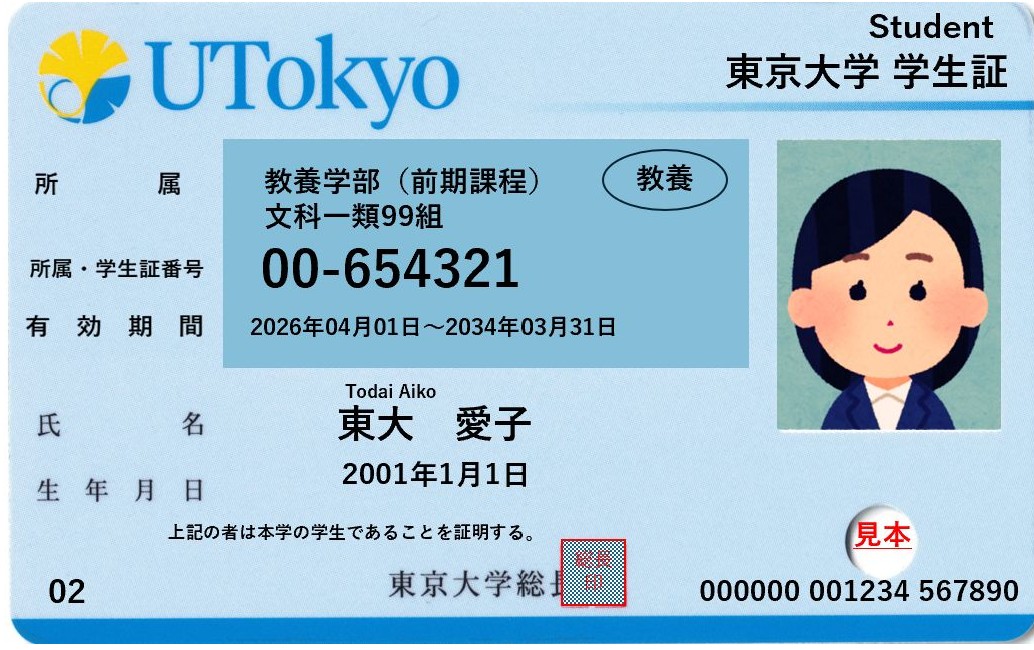 Student
UTokyo
東京大学 学生証
所属
教養学部（前期課程）
教養
文科一類99組
所属・学生証番号
00-654321
有効期間
2026年04月01日～2034年03月31日
Todai Aiko
氏名
東大 愛子
生年月日
2001年1月1日
上記の者は本学の学生であることを証明する。
見本
東京大学総長
総長
印
02
000000 001234 567890